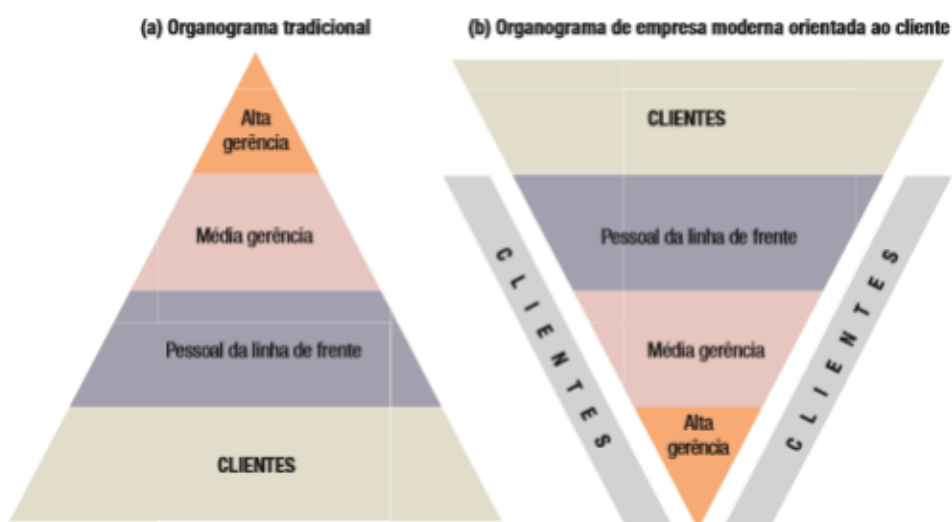 (a) Organograma tradicional
Alta
gerência
Média gerência
Pessoal da linha de frente
CLIENTES
(b) Organograma de empresa moderna orientada ao cliente
CLIENTES
Pessoal da linha de frente
Média gerência
Alta
gerência
CLIENTES
CLIENTES